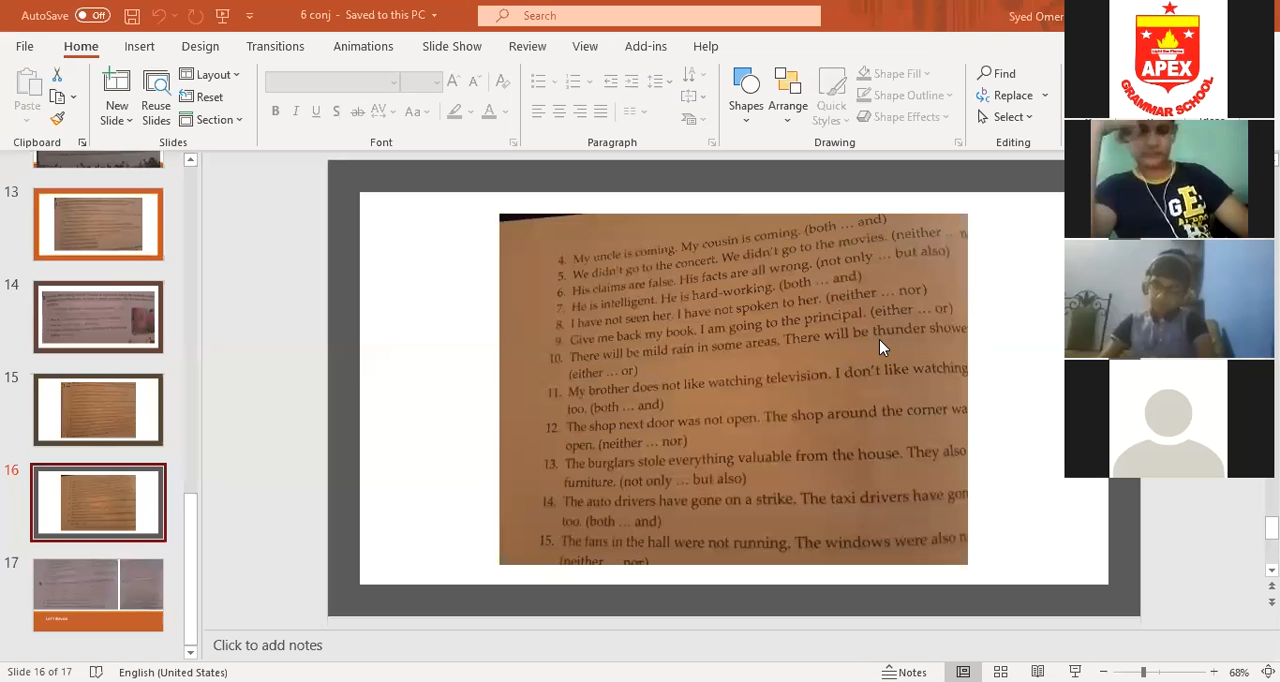 AutoSave Off 6 conj - Saved to this PC Search Syed Omer
File Home Insert Design Transitions Animations Slide Show Review View Add-ins Help
Paste New Slide Reuse Slides Layout Reset Section
B I U S ab AV Aa A
Shapes Arrange Quick Styles Shape Fill Shape Outline Shape Effects
Find Replace Select
Clipboard Slides Font Paragraph Drawing Editing
APEX
GRAMMAR SCHOOL
13
14
15
16
17
4. My uncle is coming. My cousin is coming. (both ... and)
5. We didn't go to the concert. We didn't go to the movies. (neither ... n
6. His claims are false. His facts are all wrong. (not only ... but also)
7. He is intelligent. He is hard-working. (both ... and)
8. I have not seen her. I have not spoken to her. (neither ... nor)
9. Give me back my book. I am going to the principal. (either ... or)
10. There will be mild rain in some areas. There will be thunder showe
(either ... or)
11. My brother does not like watching television. I don't like watching
too. (both ... and)
12. The shop next door was not open. The shop around the corner wa
open. (neither ... nor)
13. The burglars stole everything valuable from the house. They also
furniture. (not only ... but also)
14. The auto drivers have gone on a strike. The taxi drivers have gon
too. (both ... and)
15. The fans in the hall were not running. The windows were also n
(neither ... nor)
Click to add notes
Slide 16 of 17 English (United States) Notes 68%